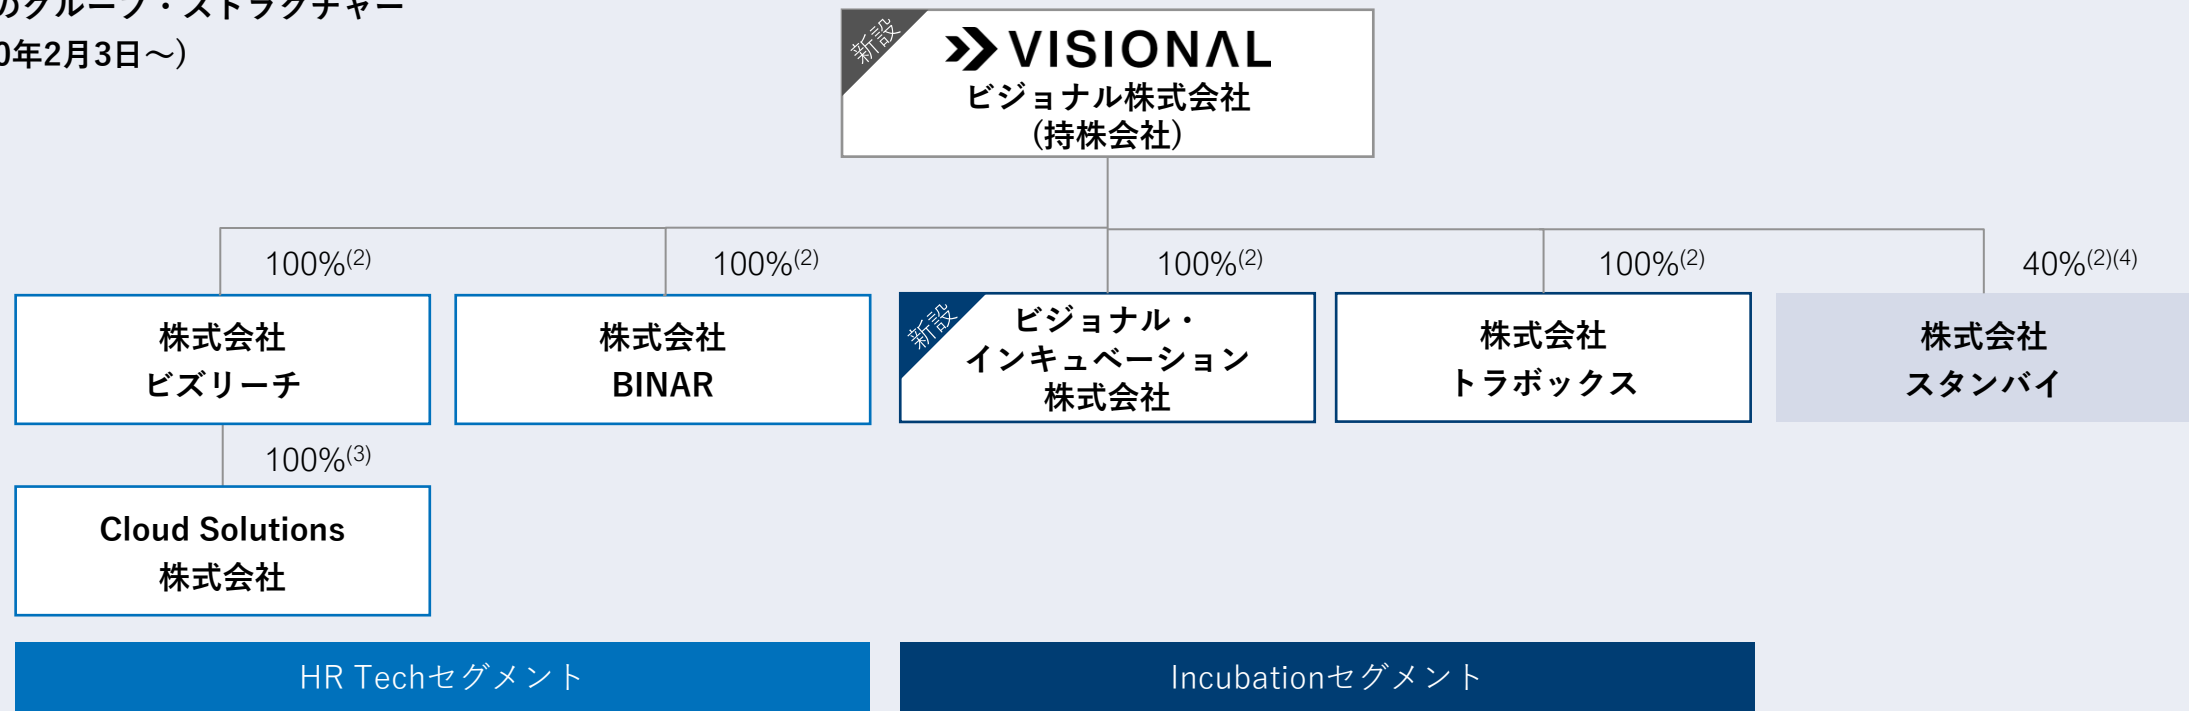 のグループ・ストラクチャー
0年2月3日～)
新設
VISIONAL
ビジョナル株式会社
(持株会社)
100%(2)
100%(2)
100%(2)
100%(2)
40%(2)(4)
株式会社
ビズリーチ
株式会社
BINAR
新設
ビジョナル・
インキュベーション
株式会社
株式会社
トラボックス
株式会社
スタンバイ
100%(3)
Cloud Solutions
株式会社
HR Techセグメント
Incubationセグメント